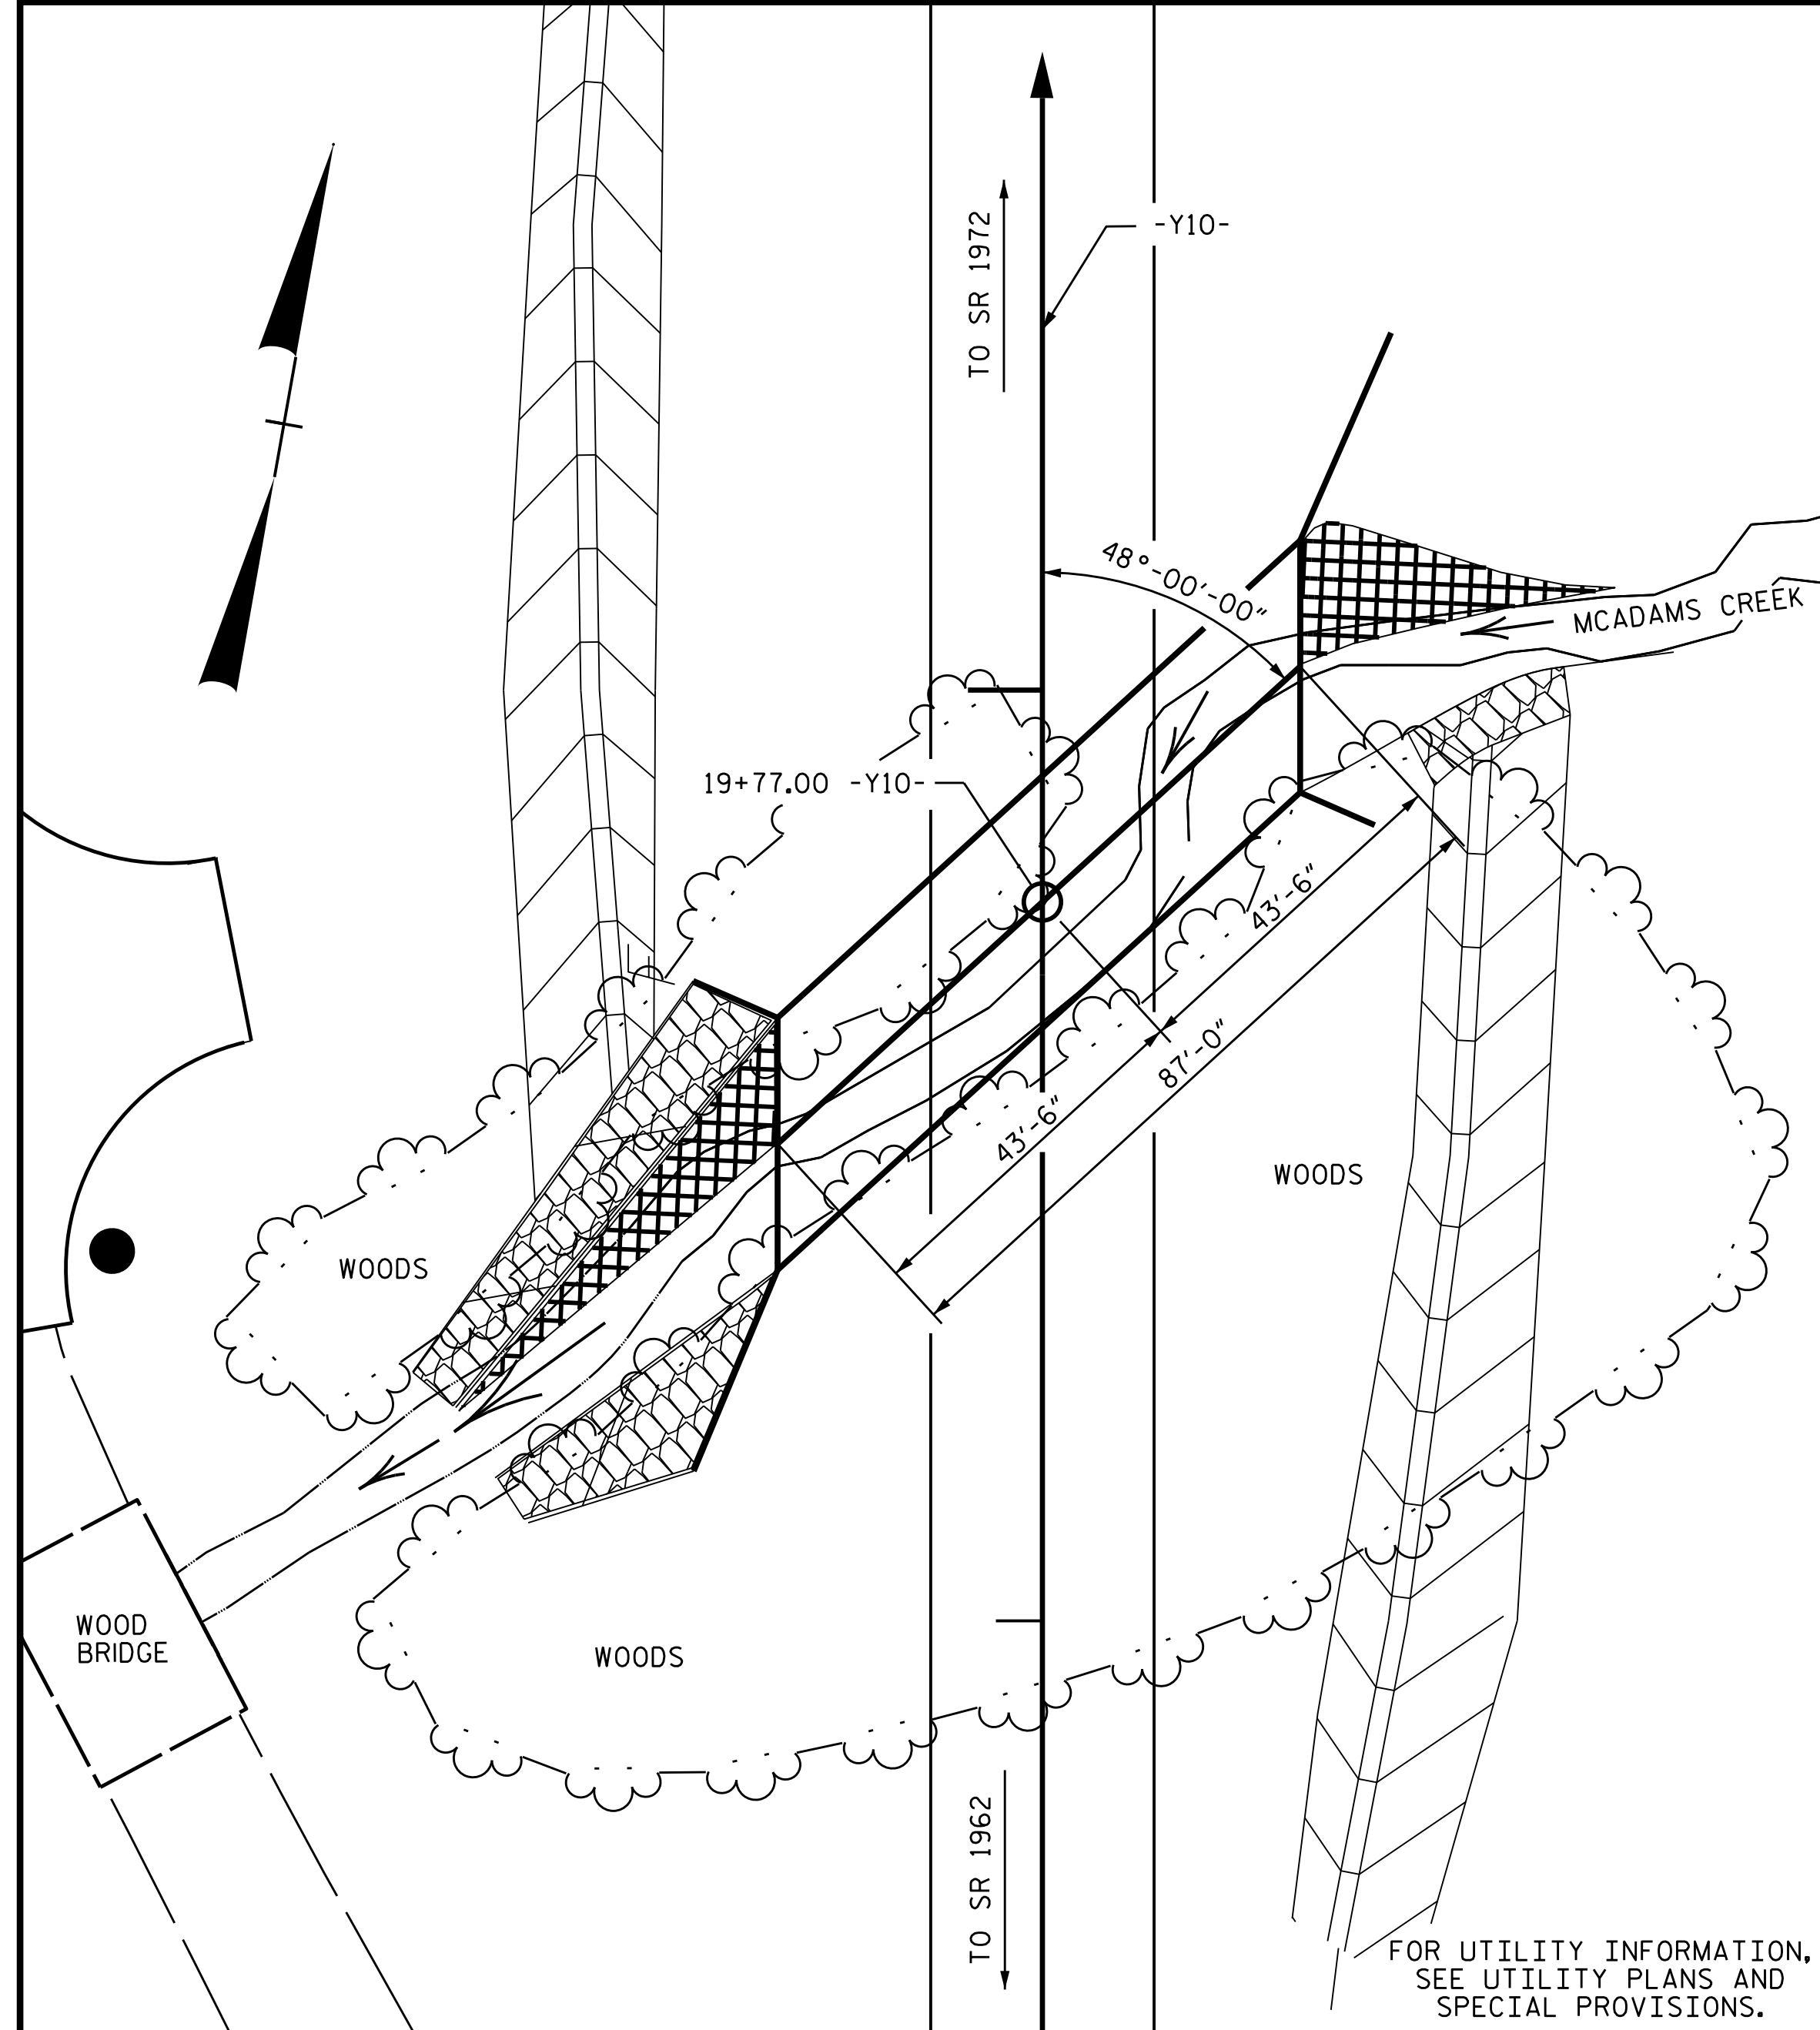 TO SR 1972
-Y10-
48°-00'-00"
MCADAMS CREEK
19+77.00 -Y10-
43'-6"
87'-0"
43'-6"
WOODS
WOODS
WOOD
BRIDGE
WOODS
TO SR 1962
FOR UTILITY INFORMATION,
SEE UTILITY PLANS AND
SPECIAL PROVISIONS.